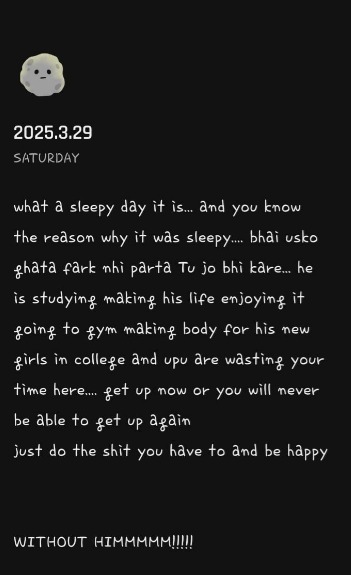 2025.3.29
SATURDAY
what a sleepy day it is... and you know
the reason why it was sleepy.... bhai usko
ghata fark nhi parta Tu jo bhi kare... he
is studying making his life enjoying it
going to gym making body for his new
girls in college and upu are wasting your
time here.... get up now or you will never
be able to get up again
just do the shit you have to and be happy
WITHOUT HIMMMMM!!!!!